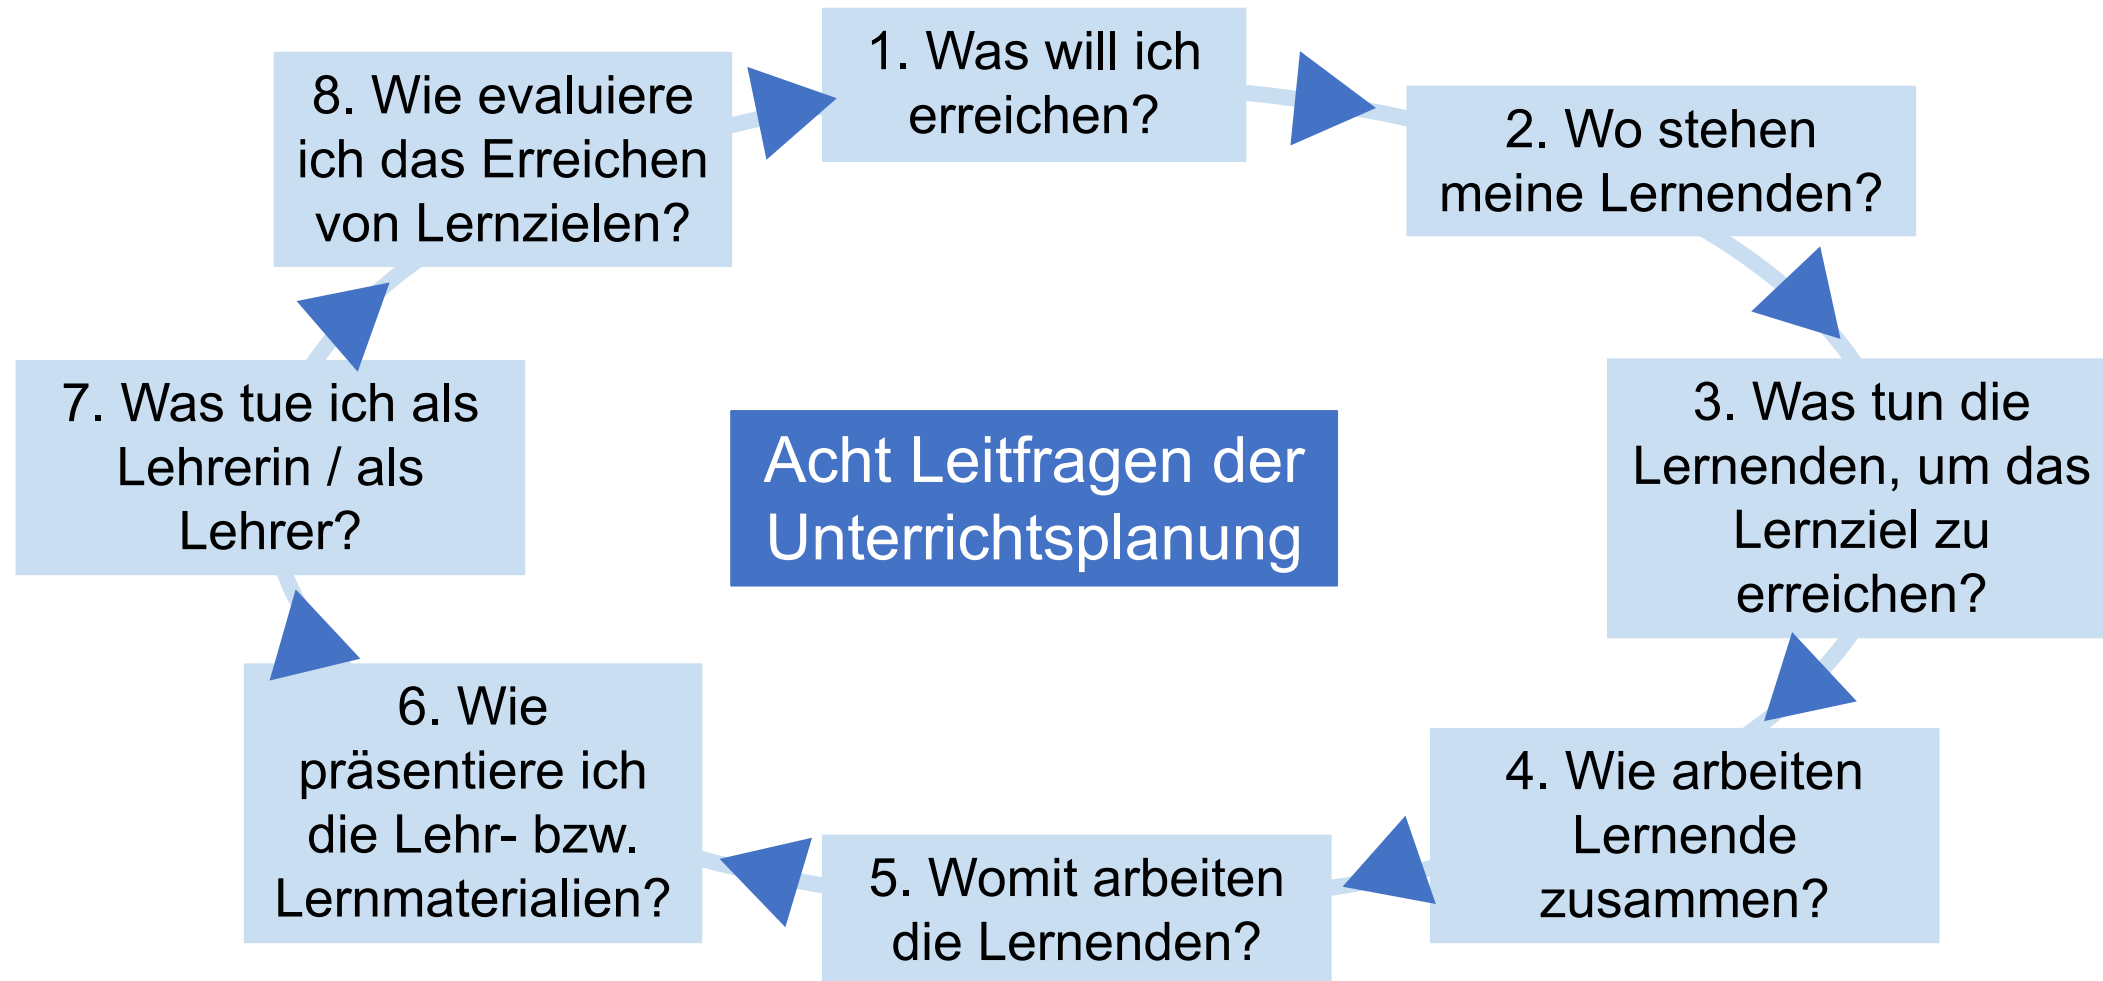 1. Was will ich
erreichen?
2. Wo stehen
meine Lernenden?
3. Was tun die
Lernenden, um das
Lernziel zu
erreichen?
4. Wie arbeiten
Lernende
zusammen?
5. Womit arbeiten
die Lernenden?
6. Wie
präsentiere ich
die Lehr- bzw.
Lernmaterialien?
7. Was tue ich als
Lehrerin / als
Lehrer?
8. Wie evaluiere
ich das Erreichen
von Lernzielen?
Acht Leitfragen der
Unterrichtsplanung